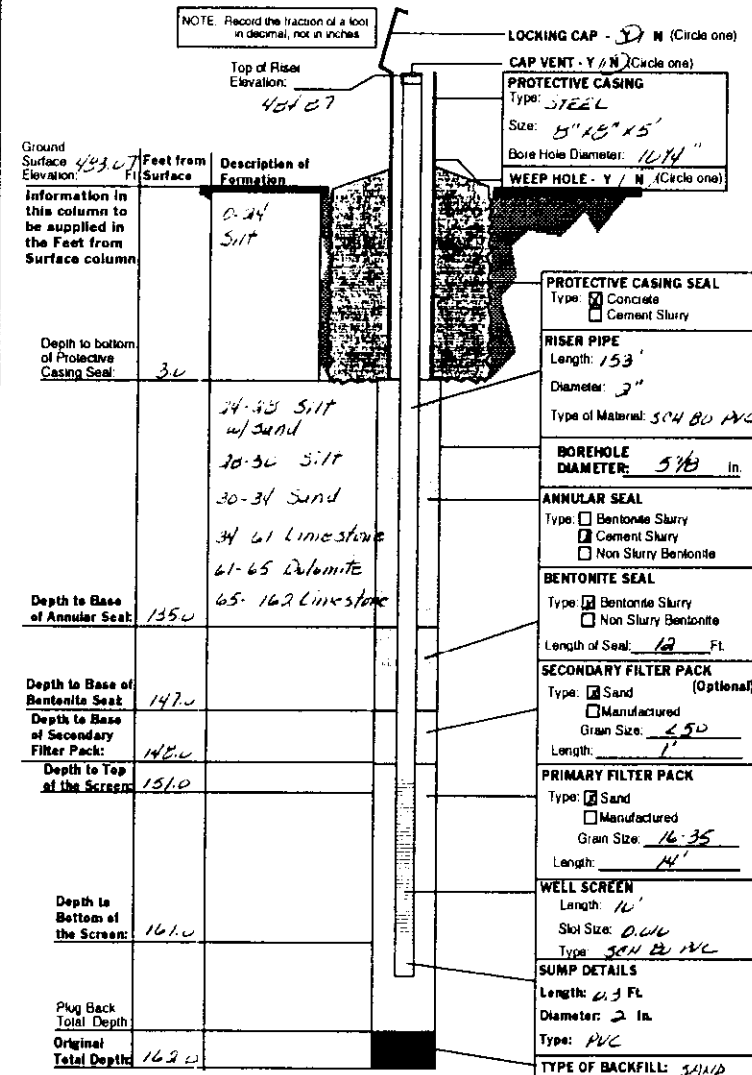 NOTE: Record the fraction of a foot
in decimal, not in inches
LOCKING CAP - Y / N (Circle one)
CAP VENT - Y / N (Circle one)
Top of Riser
Elevation:
PROTECTIVE CASING
Type: STEEL
Size: 8" x 8" x 5'
Bore Hole Diameter:
WEEP HOLE - Y / N (Circle one)
Ground
Surface
Elevation: Ft
Feet from
Surface
Description of
Formation
information in
this column to
be supplied in
the Feet from
Surface column
0-24
Silt
PROTECTIVE CASING SEAL
Type: Concrete
Cement Slurry
Depth to bottom
of Protective
Casing Seal: 3.0
RISER PIPE
Length: 153'
Diameter: 2"
Type of Material: SCH 80 PVC
24-28 Silt
w/ Sand
28-30 Silt
30-34 Sand
34 61 Limestone
61-65 Dolomite
65-162 Limestone
BOREHOLE
DIAMETER: 5 7/8 in.
ANNULAR SEAL
Type: Bentonite Slurry
Cement Slurry
Non Slurry Bentonite
Depth to Base
of Annular Seal: 135.0
BENTONITE SEAL
Type: Bentonite Slurry
Non Slurry Bentonite
Length of Seal: 12 Ft.
Depth to Base of
Bentonite Seal: 147.0
SECONDARY FILTER PACK
(Optional)
Type: Sand
Manufactured
Grain Size: <50
Length: 1'
Depth to Base
of Secondary
Filter Pack: 148.0
Depth to Top
of the Screen: 151.0
PRIMARY FILTER PACK
Type: Sand
Manufactured
Grain Size: 16-35
Length: 14'
Depth to
Bottom of
the Screen: 161.0
WELL SCREEN
Length: 10'
Slot Size: 0.010
Type: SCH 80 PVC
SUMP DETAILS
Length: 0.3 Ft.
Diameter: 2 In.
Type: PVC
Plug Back
Total Depth
Original
Total Depth: 162.0
TYPE OF BACKFILL: SAND